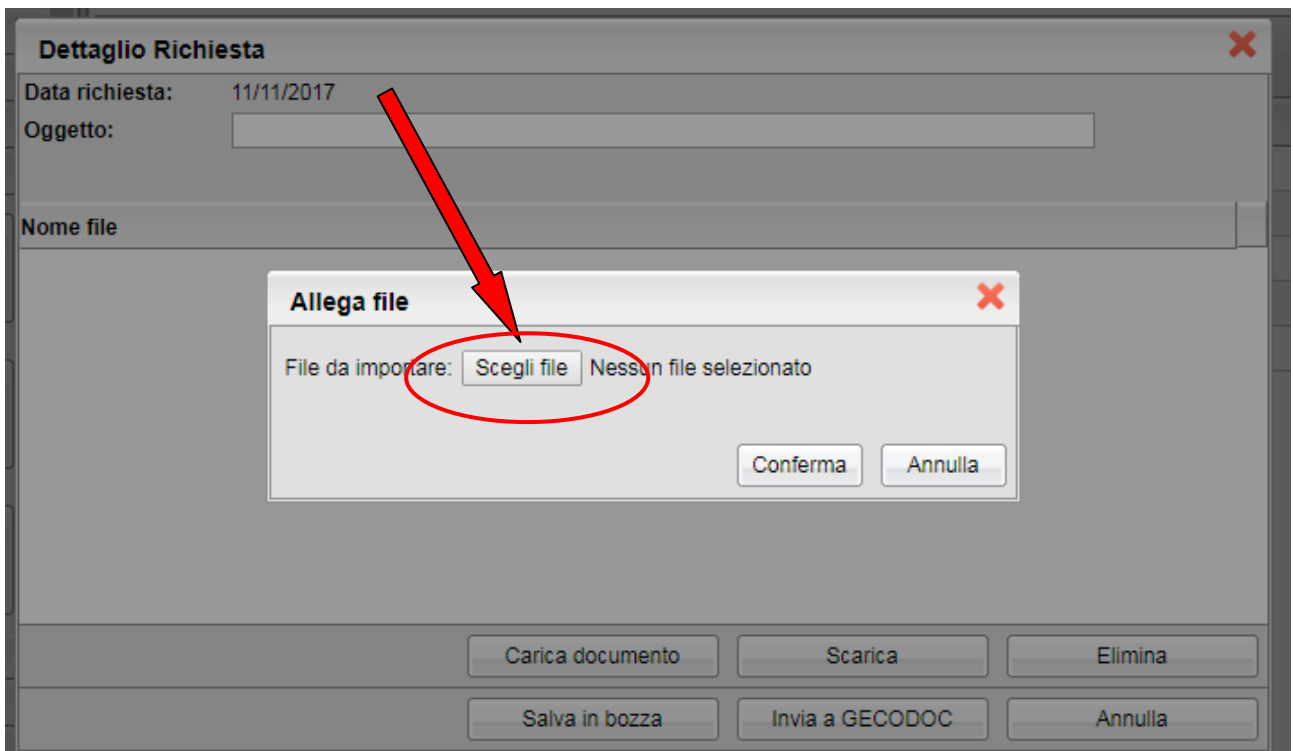 Dettaglio Richiesta
Data richiesta: 11/11/2017
Oggetto:
Nome file
Allega file
File da importare: Scegli file Nessun file selezionato
Conferma Annulla
Carica documento Scarica Elimina
Salva in bozza Invia a GECODOC Annulla